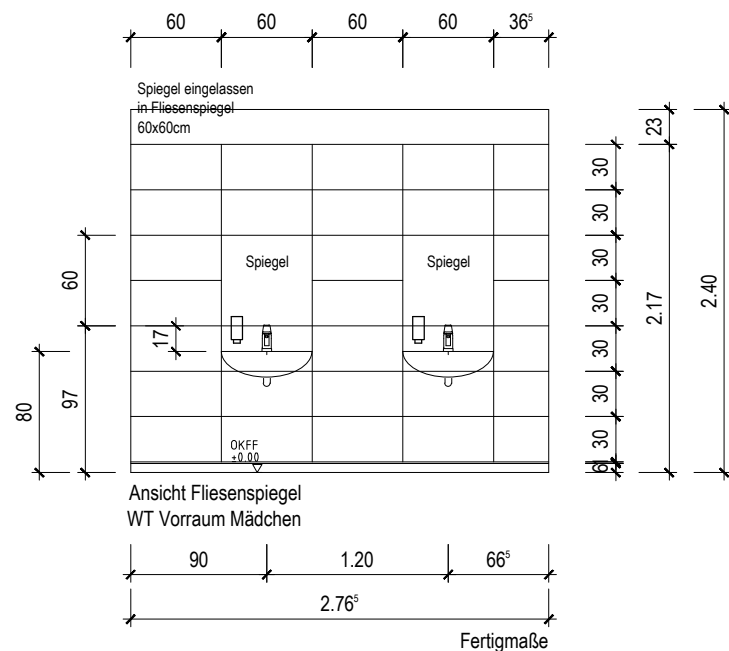 60 60 60 60 36⁵
Spiegel eingelassen
in Fliesenspiegel
60x60cm
23
30
30
30
30
30
30
30
6
1
2.17
2.40
60
97
80
17
Spiegel Spiegel
OKFF
±0.00
Ansicht Fliesenspiegel
WT Vorraum Mädchen
90 1.20 66⁵
2.76⁵
Fertigmaße